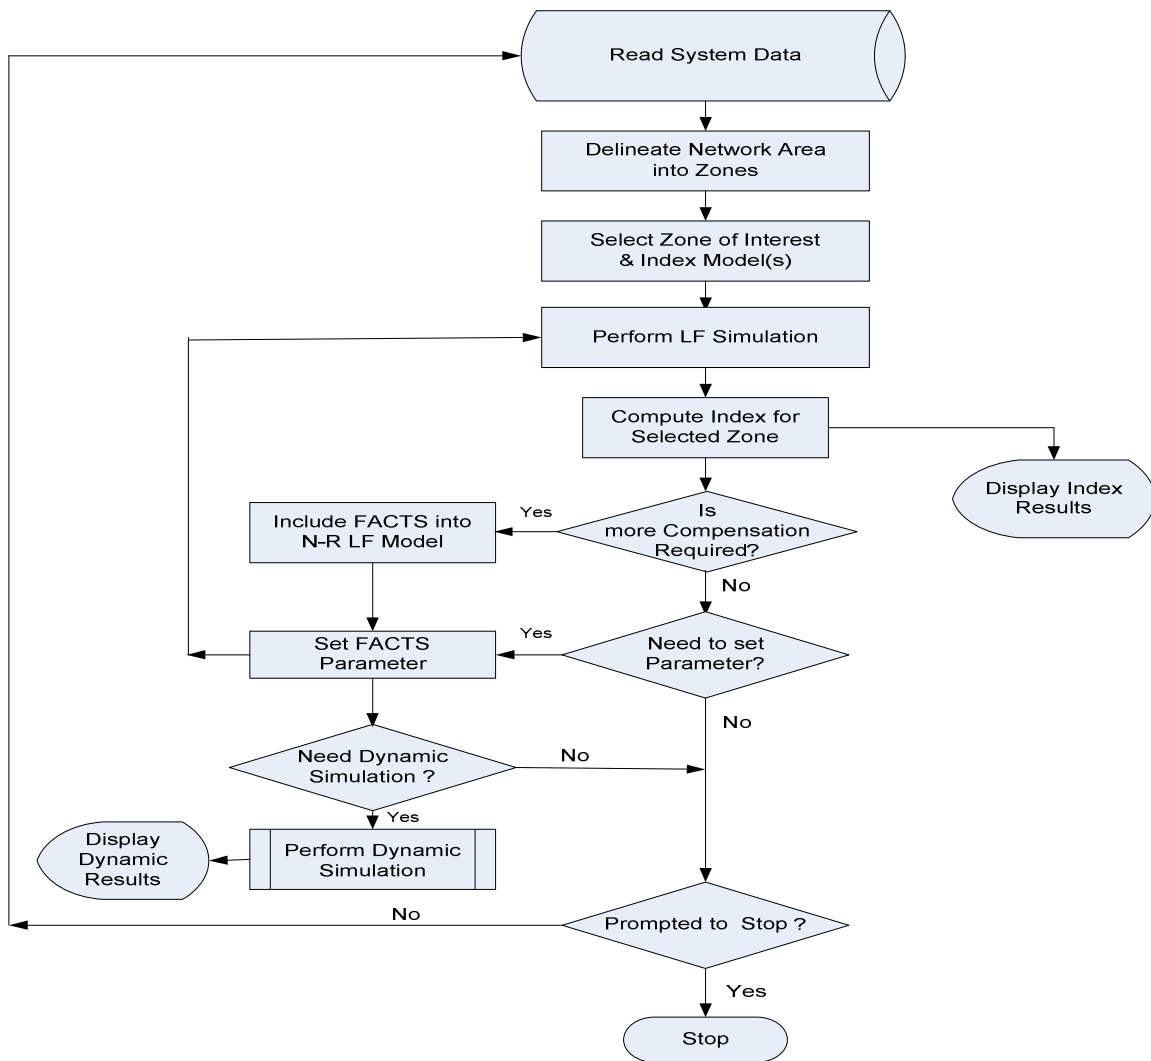 Read System Data
Delineate Network Area
into Zones
Select Zone of Interest
& Index Model(s)
Perform LF Simulation
Compute Index for
Selected Zone
Display Index
Results
Is
more Compensation
Required?
Yes
Include FACTS into
N-R LF Model
No
Need to set
Parameter?
Yes
Set FACTS
Parameter
No
Need Dynamic
Simulation ?
No
Yes
Perform Dynamic
Simulation
Display
Dynamic
Results
Prompted to Stop ?
No
Yes
Stop